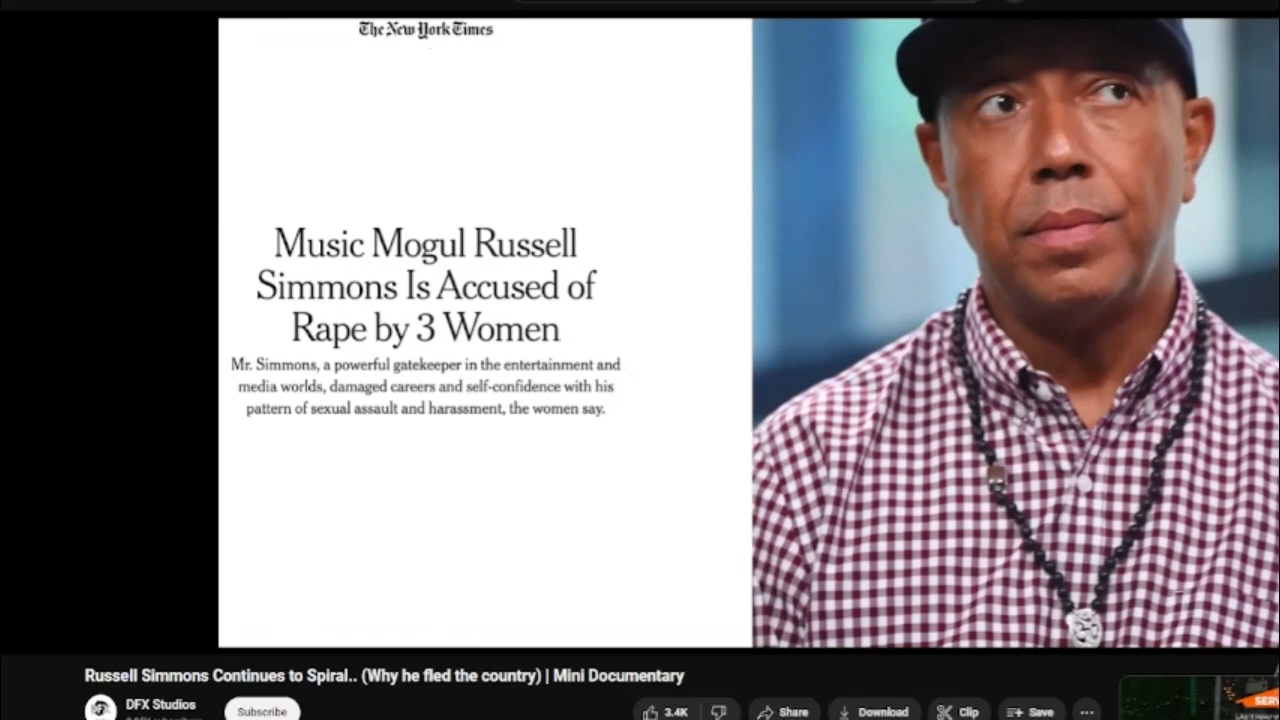 The New York Times
Music Mogul Russell
Simmons Is Accused of
Rape by 3 Women
Mr. Simmons, a powerful gatekeeper in the entertainment and
media worlds, damaged careers and self-confidence with his
pattern of sexual assault and harassment, the women say.
Russell Simmons Continues to Spiral.. (Why he fled the country) | Mini Documentary
DFX Studios
Subscribe
3.4K
Share
Download
Clip
Save